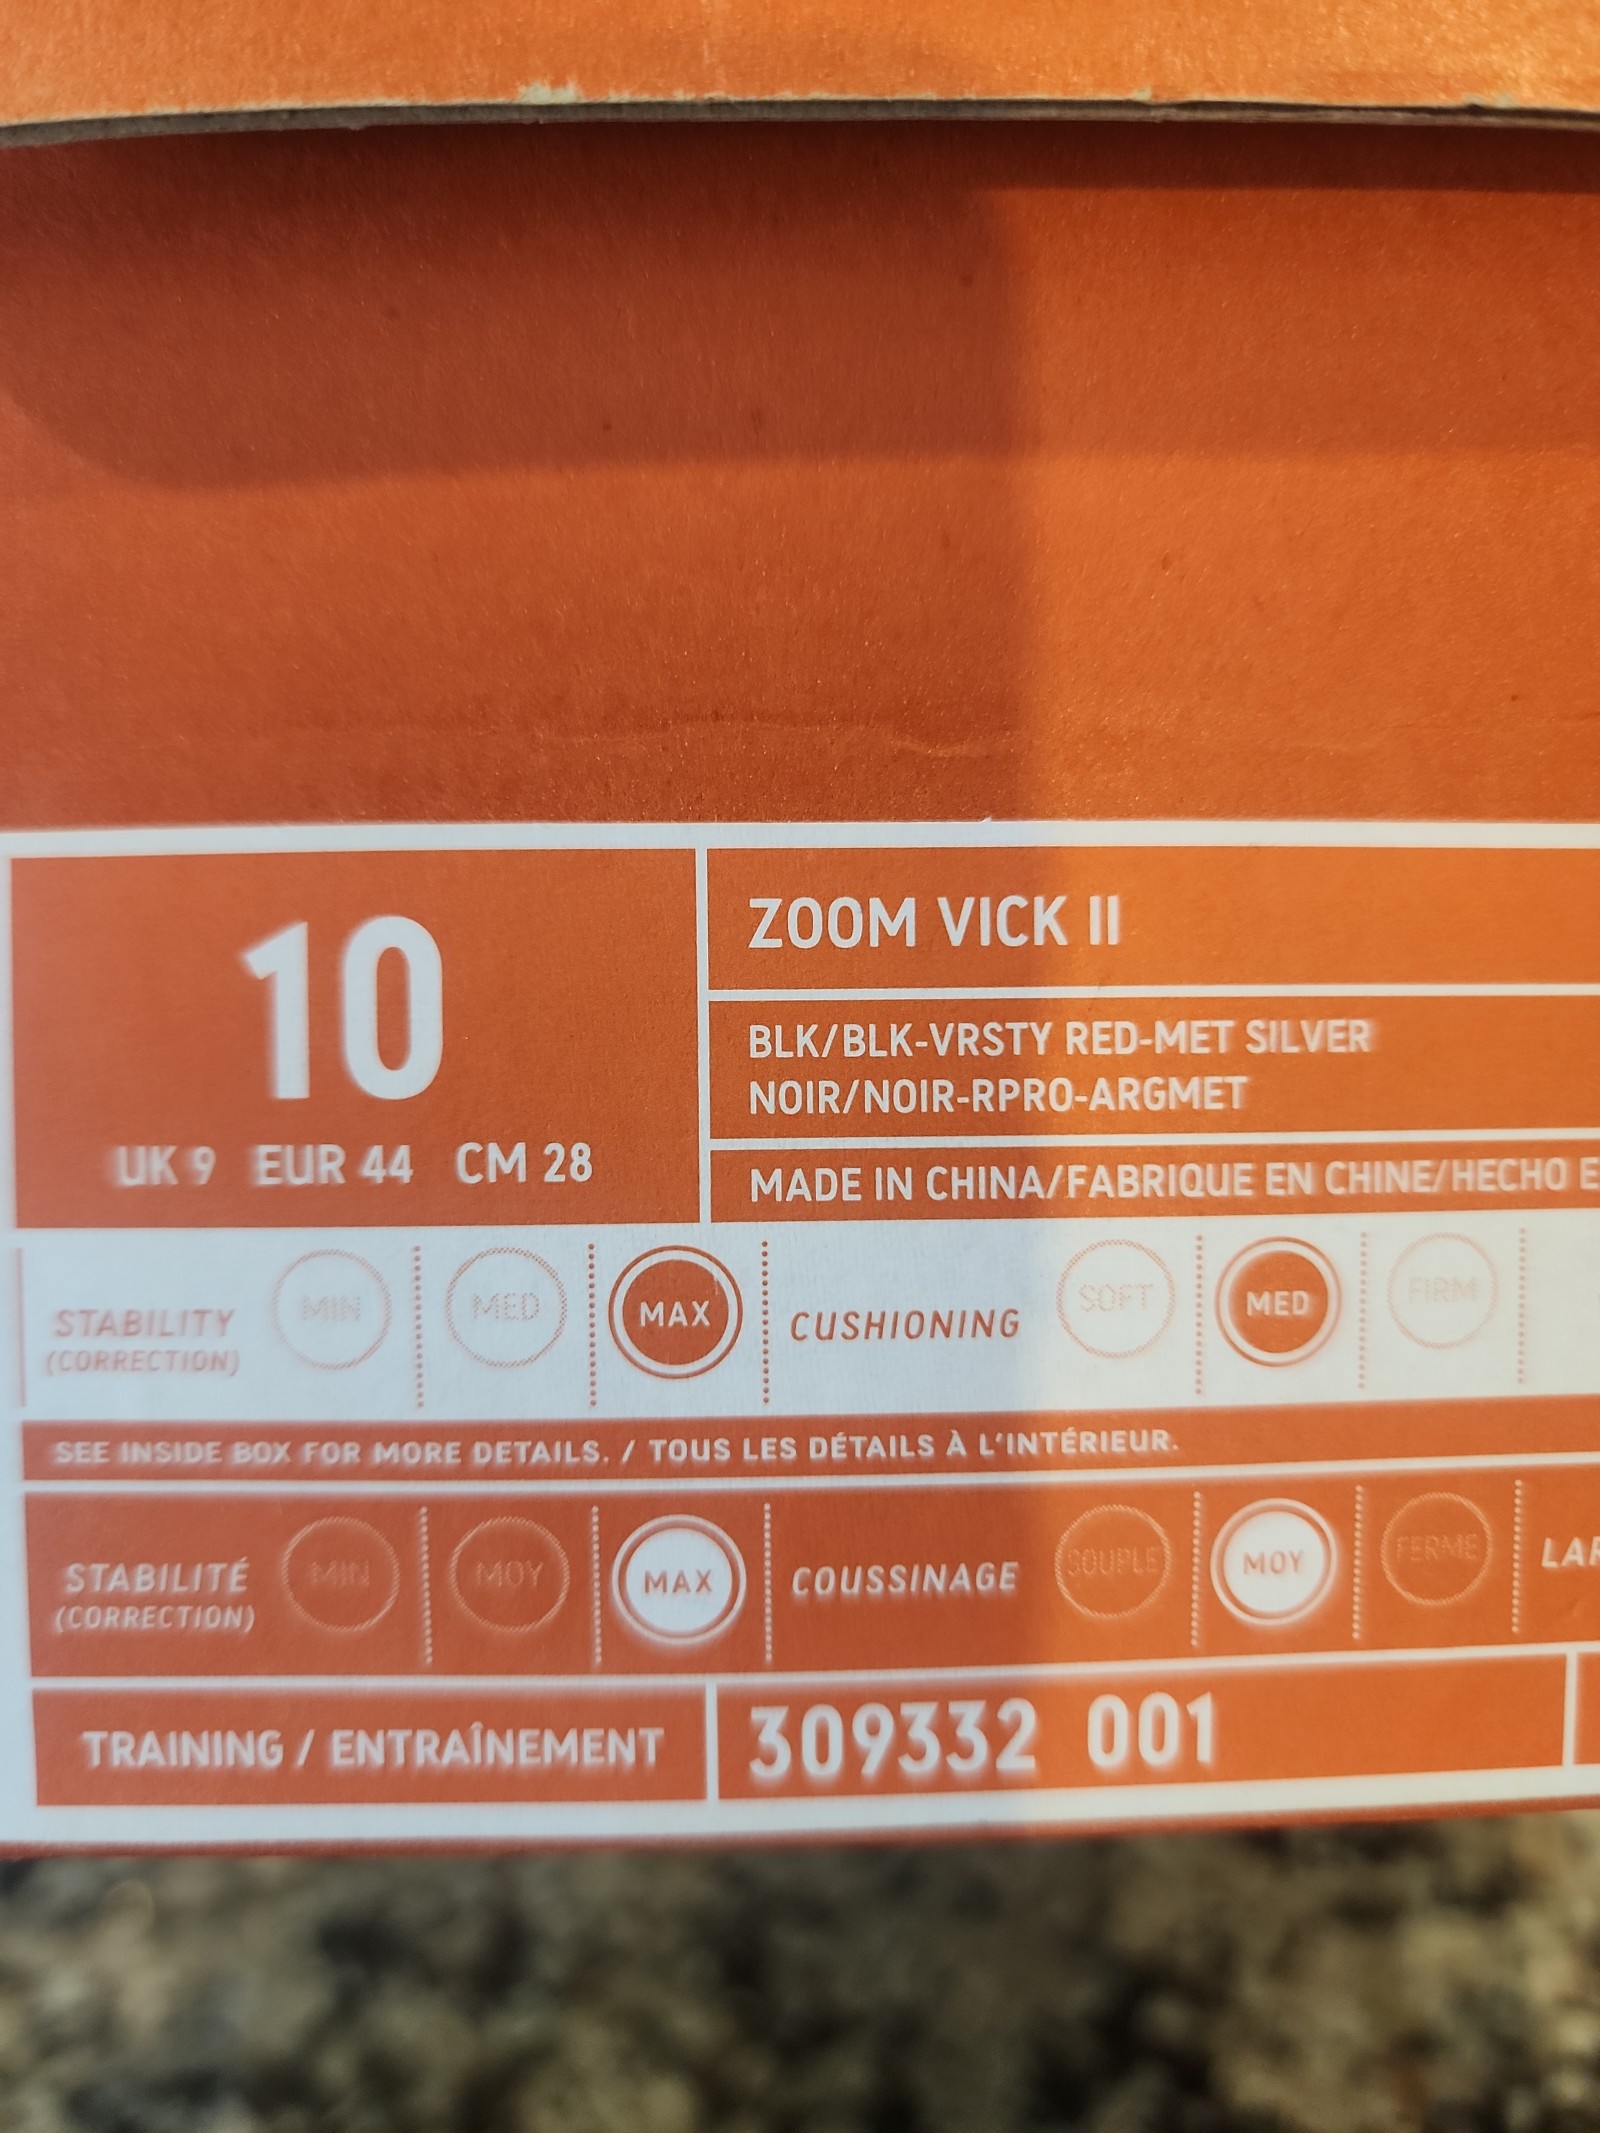 10
UK 9 EUR 44 CM 28
ZOOM VICK II
BLK/BLK-VRSTY RED-MET SILVER
NOIR/NOIR-RPRO-ARGMET
MADE IN CHINA/FABRIQUE EN CHINE/HECHO E
STABILITY
(CORRECTION)
MIN MED MAX
CUSHIONING
SOFT MED FIRM
SEE INSIDE BOX FOR MORE DETAILS. / TOUS LES DÉTAILS À L'INTÉRIEUR.
STABILITÉ
(CORRECTION)
MIN MOY MAX
COUSSINAGE
SOUPLE MOY FERME
LAR
TRAINING / ENTRAÎNEMENT
309332 001